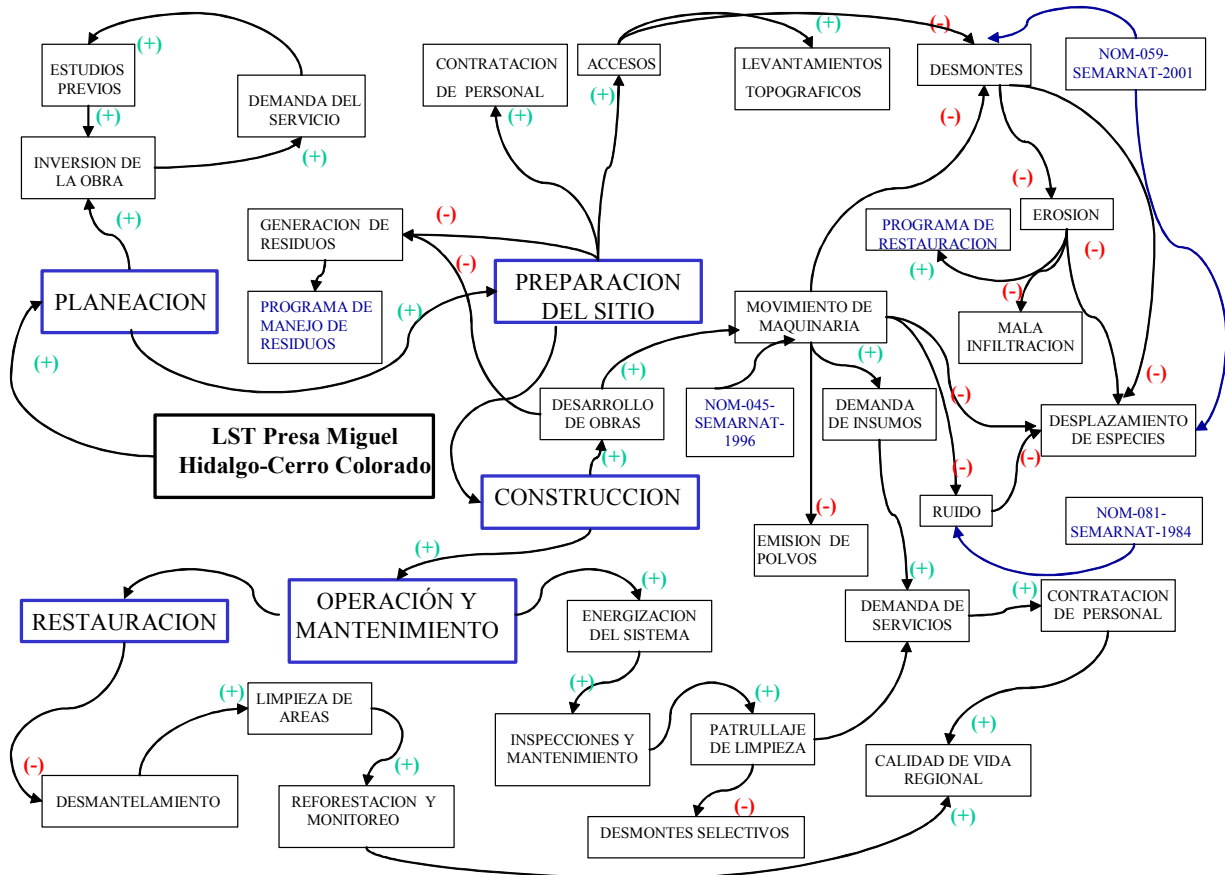 (-)
(+)
NOM-059-
SEMARNAT-2001
(+)
ESTUDIOS
PREVIOS
CONTRATACION
DE PERSONAL
ACCESOS
LEVANTAMIENTOS
TOPOGRAFICOS
DESMONTES
DEMANDA DEL
SERVICIO
(+)
(+)
(+)
(-)
(+)
INVERSION DE
LA OBRA
(-)
(+)
GENERACION DE
RESIDUOS
(-)
(-)
PROGRAMA DE
RESTAURACION
(+)
EROSION
(-)
PLANEACION
PROGRAMA DE
MANEJO DE
RESIDUOS
(+)
PREPARACION
DEL SITIO
MOVIMIENTO DE
MAQUINARIA
(-)
MALA
INFILTRACION
(+)
(+)
(+)
(-)
(-)
LST Presa Miguel
Hidalgo-Cerro Colorado
DESARROLLO
DE OBRAS
NOM-045-
SEMARNAT-
1996
DEMANDA
DE INSUMOS
DESPLAZAMIENTO
DE ESPECIES
(+)
(-)
(-)
CONSTRUCCION
(-)
RUIDO
NOM-081-
SEMARNAT-
1984
EMISION DE
POLVOS
(+)
(+)
(+)
(+)
RESTAURACION
OPERACIÓN Y
MANTENIMIENTO
ENERGIZACION
DEL SISTEMA
DEMANDA DE
SERVICIOS
CONTRATACION
DE PERSONAL
(+)
LIMPIEZA DE
AREAS
(+)
(+)
(+)
INSPECCIONES Y
MANTENIMIENTO
PATRULLAJE
DE LIMPIEZA
CALIDAD DE VIDA
REGIONAL
(-)
(+)
DESMANTELAMIENTO
REFORESTACION Y
MONITOREO
(-)
(+)
DESMONTES SELECTIVOS